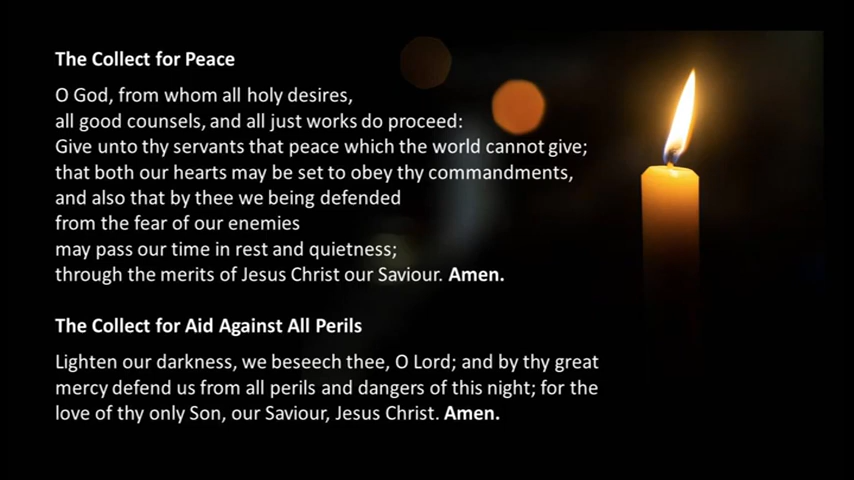 The Collect for Peace
O God, from whom all holy desires,
all good counsels, and all just works do proceed:
Give unto thy servants that peace which the world cannot give;
that both our hearts may be set to obey thy commandments,
and also that by thee we being defended
from the fear of our enemies
may pass our time in rest and quietness;
through the merits of Jesus Christ our Saviour. Amen.
The Collect for Aid Against All Perils
Lighten our darkness, we beseech thee, O Lord; and by thy great
mercy defend us from all perils and dangers of this night; for the
love of thy only Son, our Saviour, Jesus Christ. Amen.